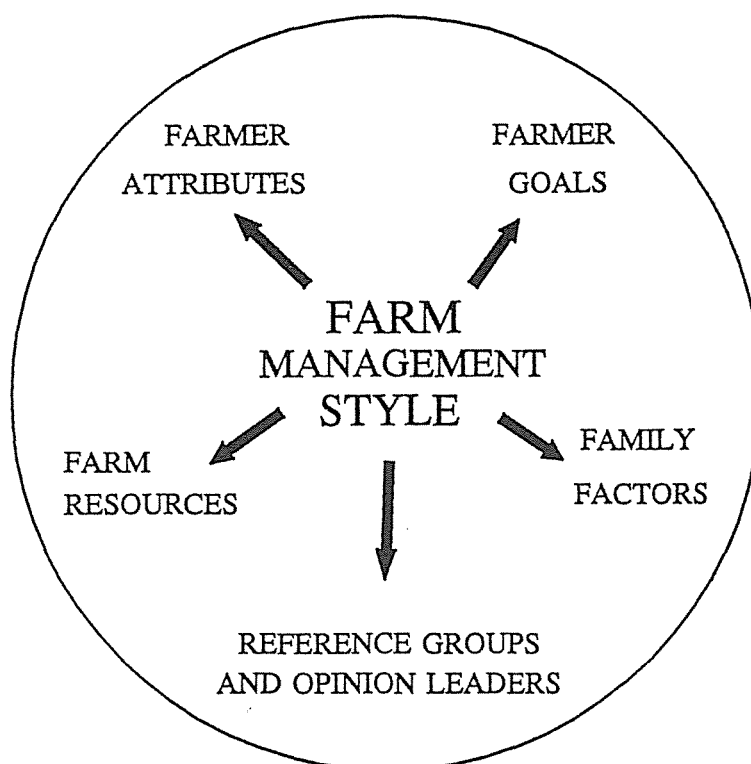 FARMER
ATTRIBUTES
FARMER
GOALS
FARM
MANAGEMENT
STYLE
FARM
RESOURCES
FAMILY
FACTORS
REFERENCE GROUPS
AND OPINION LEADERS